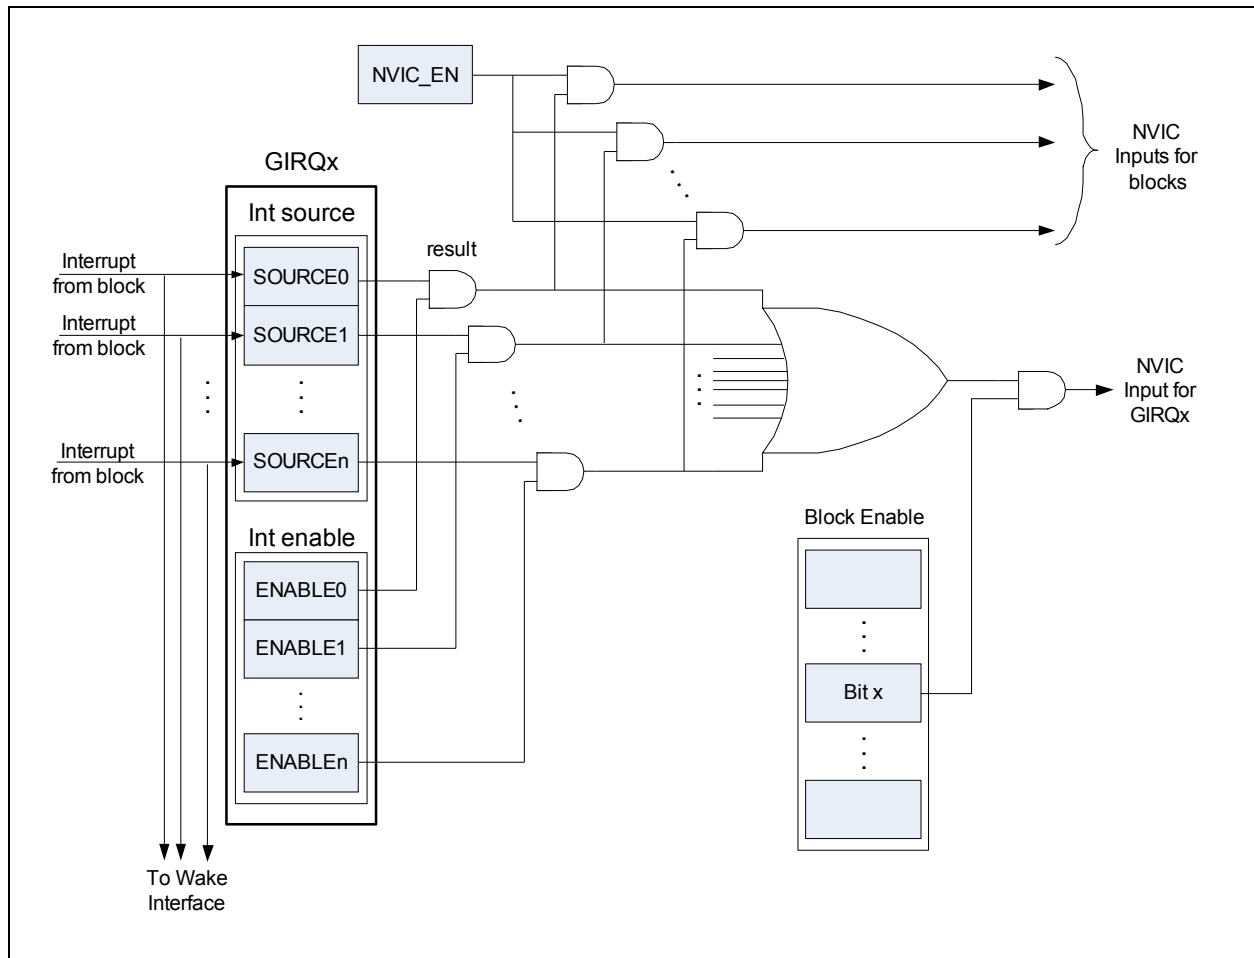 NVIC_EN
NVIC
Inputs for
blocks
GIRQx
Int source
result
Interrupt
from block
SOURCE0
Interrupt
from block
SOURCE1
NVIC
Input for
GIRQx
Interrupt
from block
SOURCEn
Block Enable
Int enable
ENABLE0
ENABLE1
Bit x
ENABLEn
To Wake
Interface